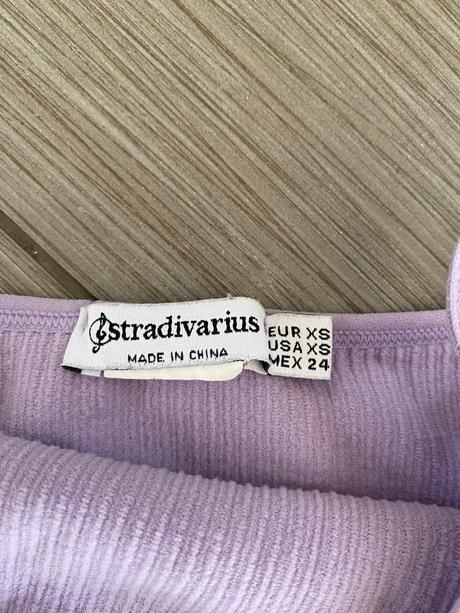 stradivarius
MADE IN CHINA
EUR XS
USA XS
MEX 24